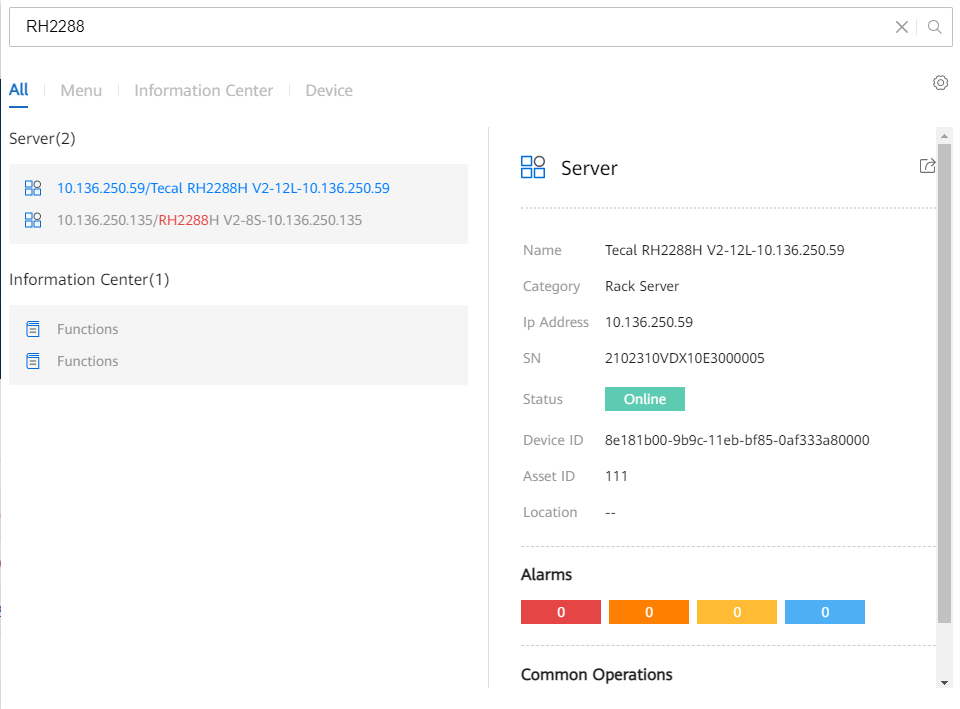 RH2288
All
Menu
Information Center
Device
Server(2)
10.136.250.59/Tecal RH2288H V2-12L-10.136.250.59
10.136.250.135/RH2288H V2-8S-10.136.250.135
Information Center(1)
Functions
Functions
Server
Name Tecal RH2288H V2-12L-10.136.250.59
Category Rack Server
Ip Address 10.136.250.59
SN 2102310VDX10E3000005
Status Online
Device ID 8e181b00-9b9c-11eb-bf85-0af333a80000
Asset ID 111
Location --
Alarms
0 0 0 0
Common Operations